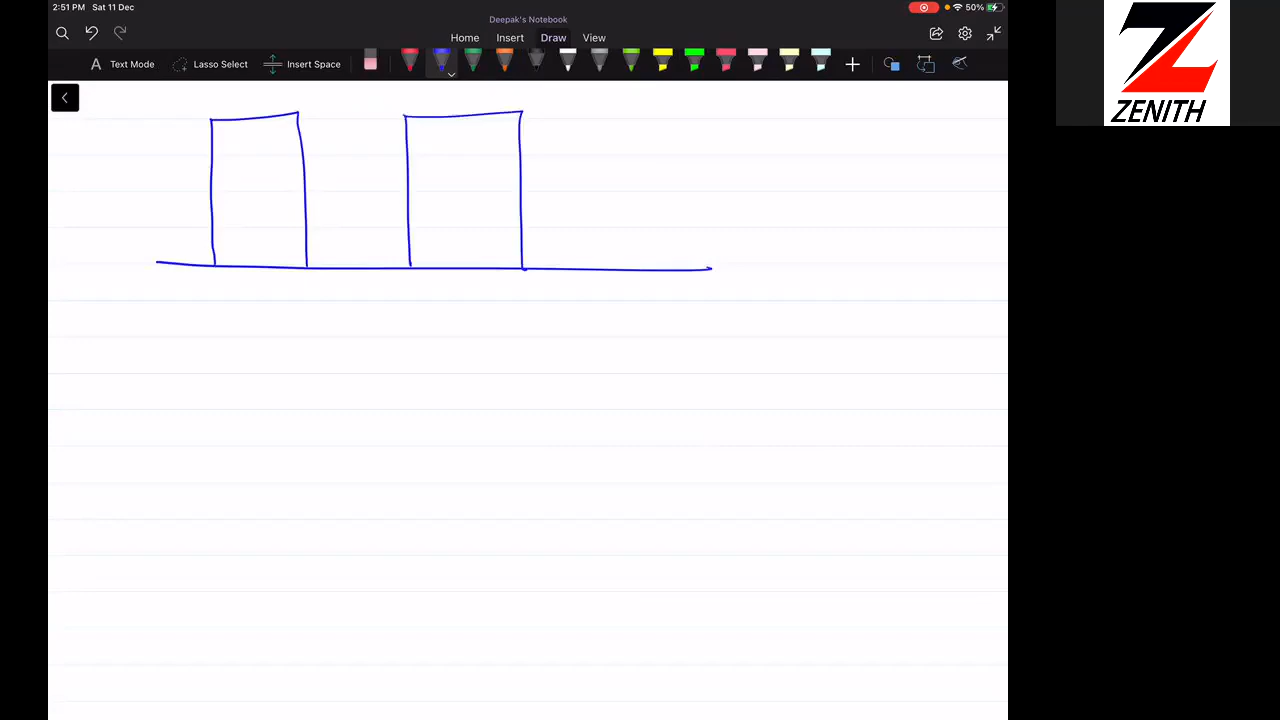 2:51 PM Sat 11 Dec 50%
Deepak's Notebook
Home Insert Draw View
A Text Mode Lasso Select Insert Space
ZENITH